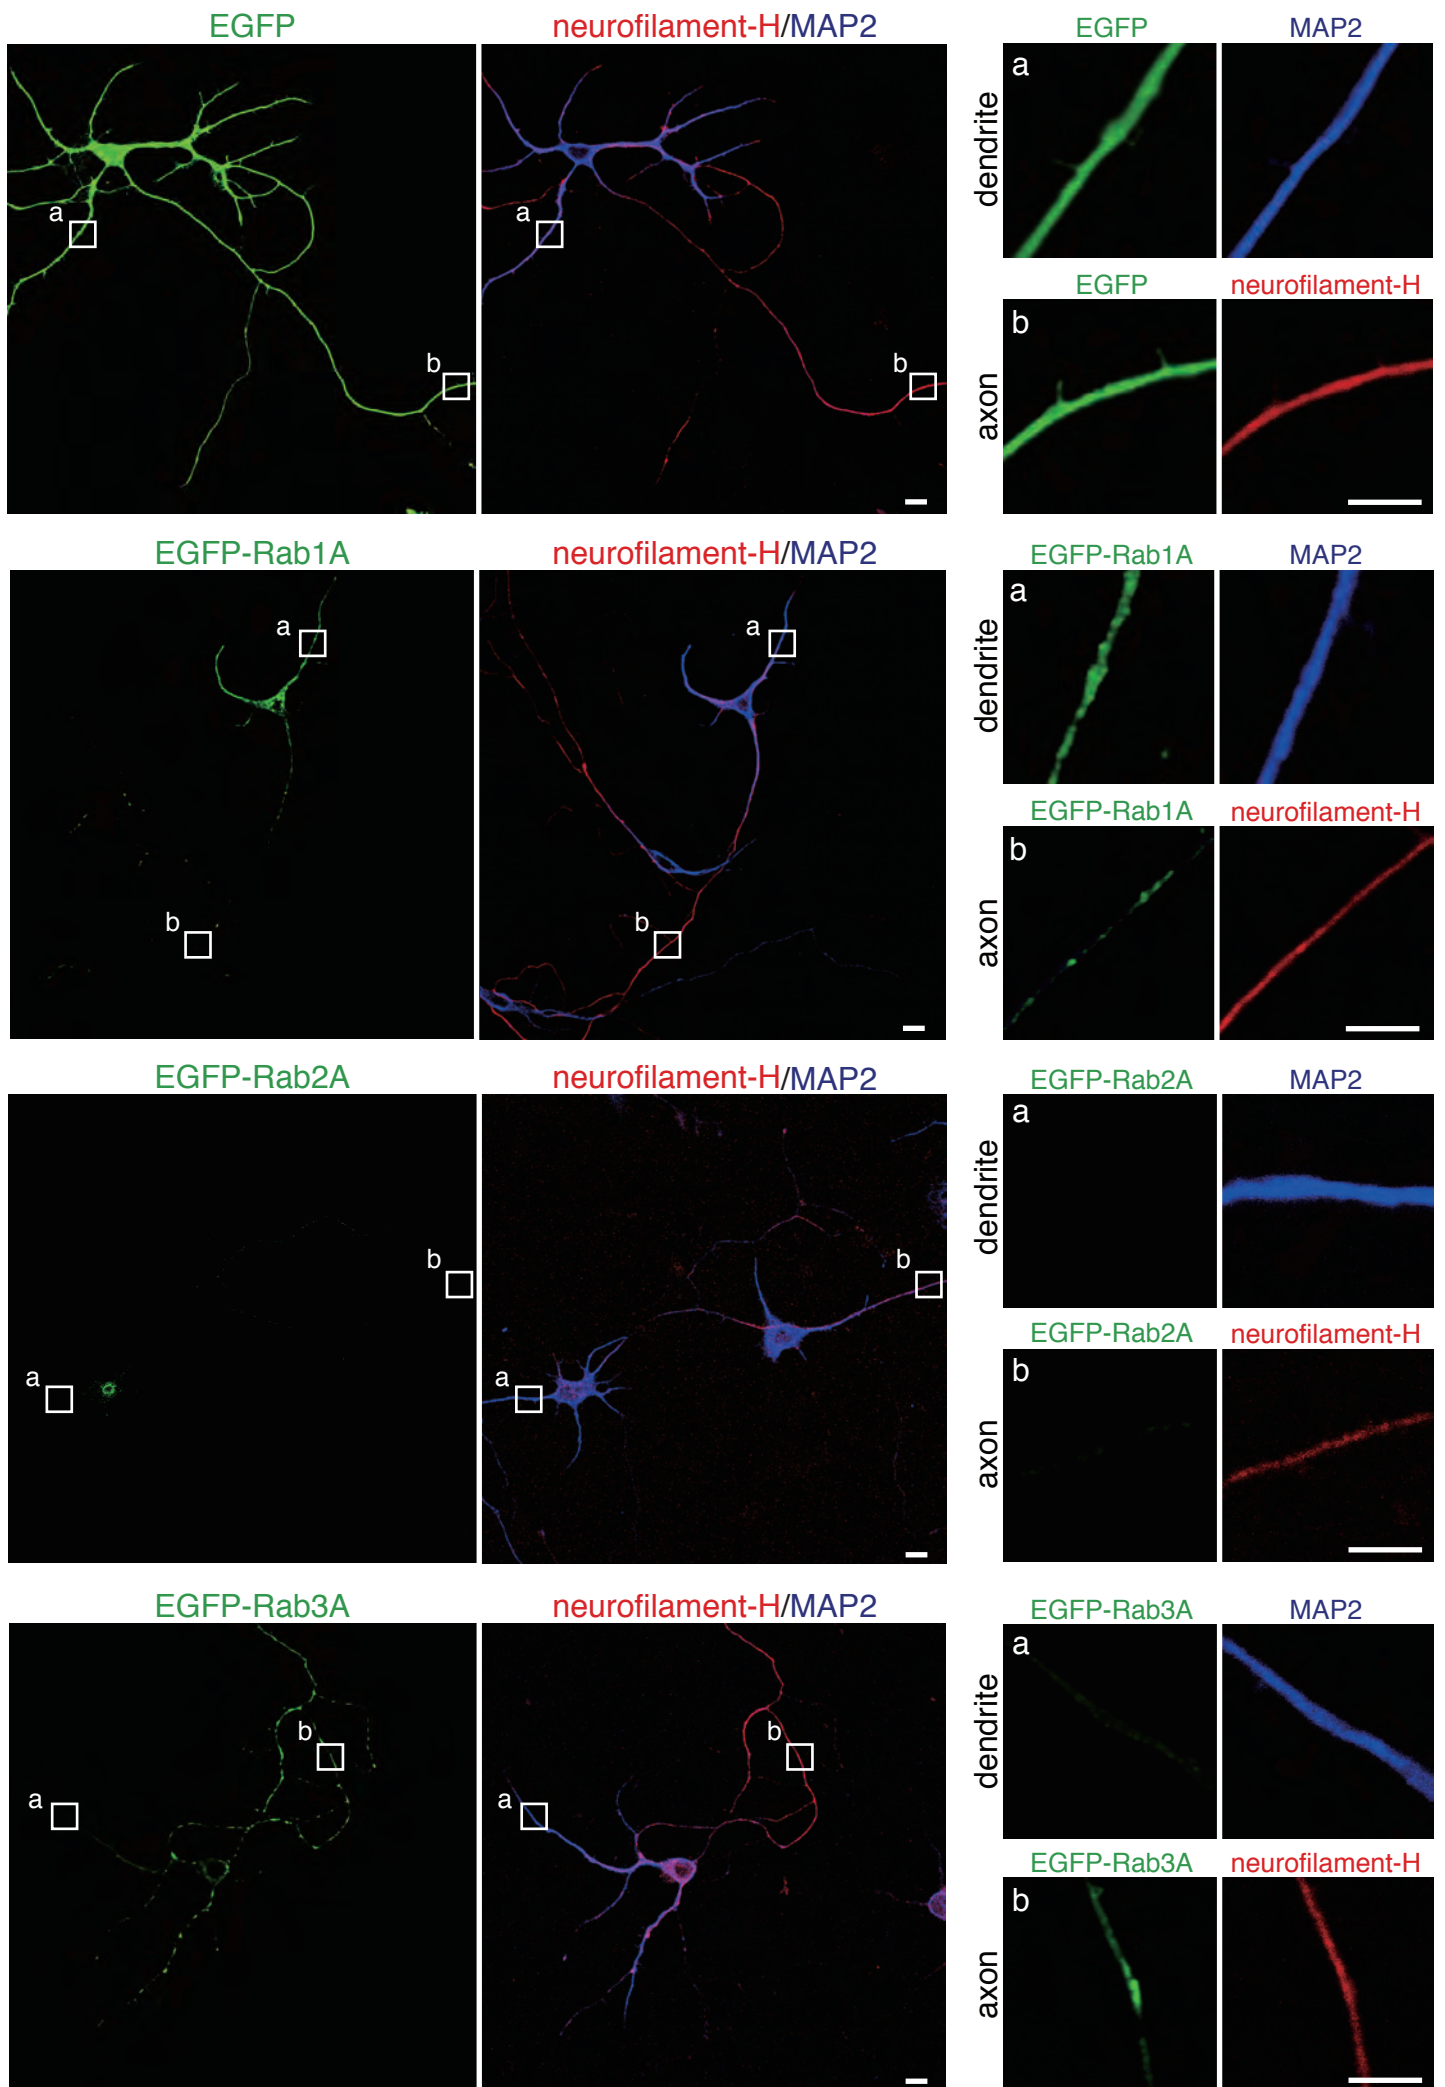 EGFP neurofilament-H/MAP2 EGFP MAP2
a
dendrite
a
a
EGFP neurofilament-H
b
axon
b
b
EGFP-Rab1A neurofilament-H/MAP2 EGFP-Rab1A MAP2
a
dendrite
a
a
EGFP-Rab1A neurofilament-H
b
axon
b
b
EGFP-Rab2A neurofilament-H/MAP2 EGFP-Rab2A MAP2
a
dendrite
b
b
EGFP-Rab2A neurofilament-H
a
a
b
axon
EGFP-Rab3A neurofilament-H/MAP2 EGFP-Rab3A MAP2
a
dendrite
b
b
a
a
EGFP-Rab3A neurofilament-H
b
axon